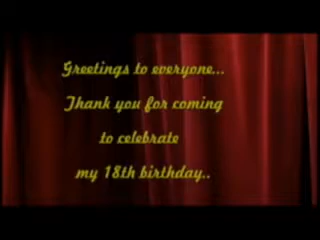 Greetings to everyone...
Thank you for coming
to celebrate
my 18th birthday..